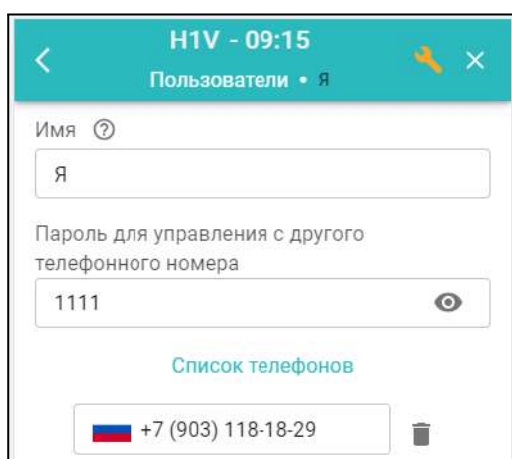 H1V - 09:15
Пользователи • Я
Имя ?
Я
Пароль для управления с другого
телефонного номера
1111
Список телефонов
+7 (903) 118-18-29